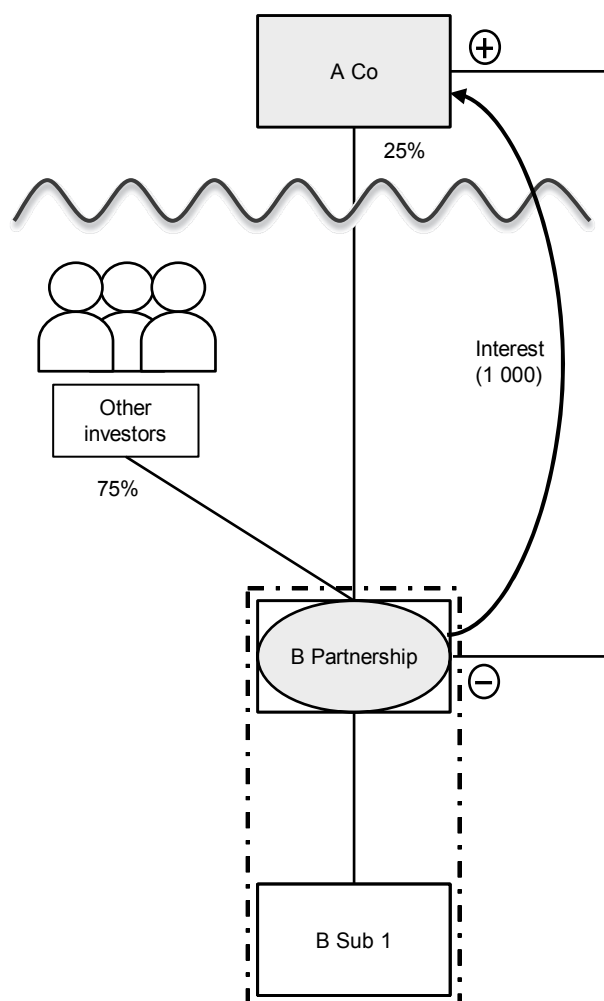 A Co
+
25%
Interest
(1 000)
Other
investors
75%
B Partnership
−
B Sub 1